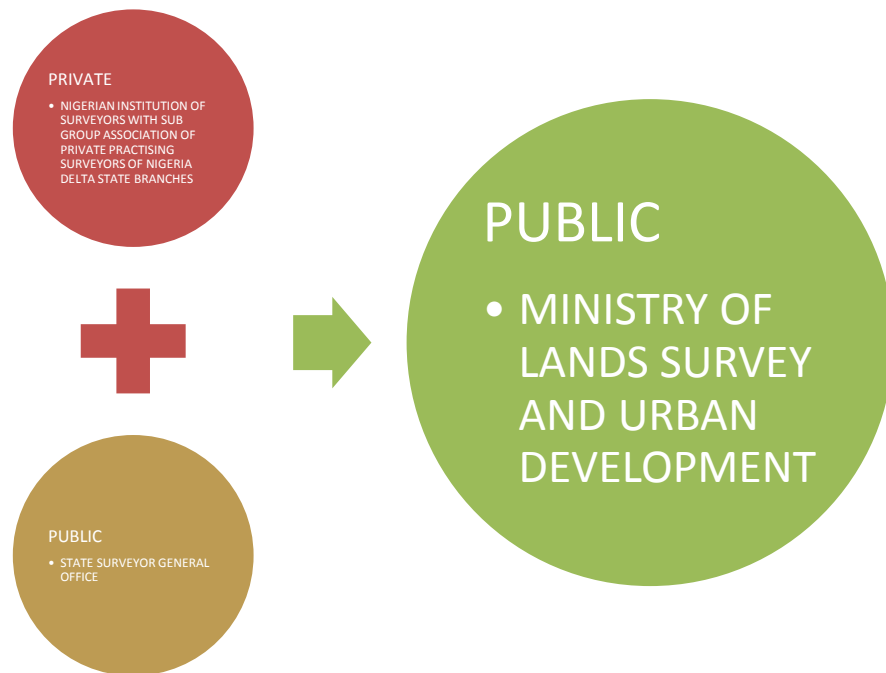 PRIVATE
• NIGERIAN INSTITUTION OF
SURVEYORS WITH SUB
GROUP ASSOCIATION OF
PRIVATE PRACTISING
SURVEYORS OF NIGERIA
DELTA STATE BRANCHES
PUBLIC
• STATE SURVEYOR GENERAL
OFFICE
PUBLIC
• MINISTRY OF
LANDS SURVEY
AND URBAN
DEVELOPMENT